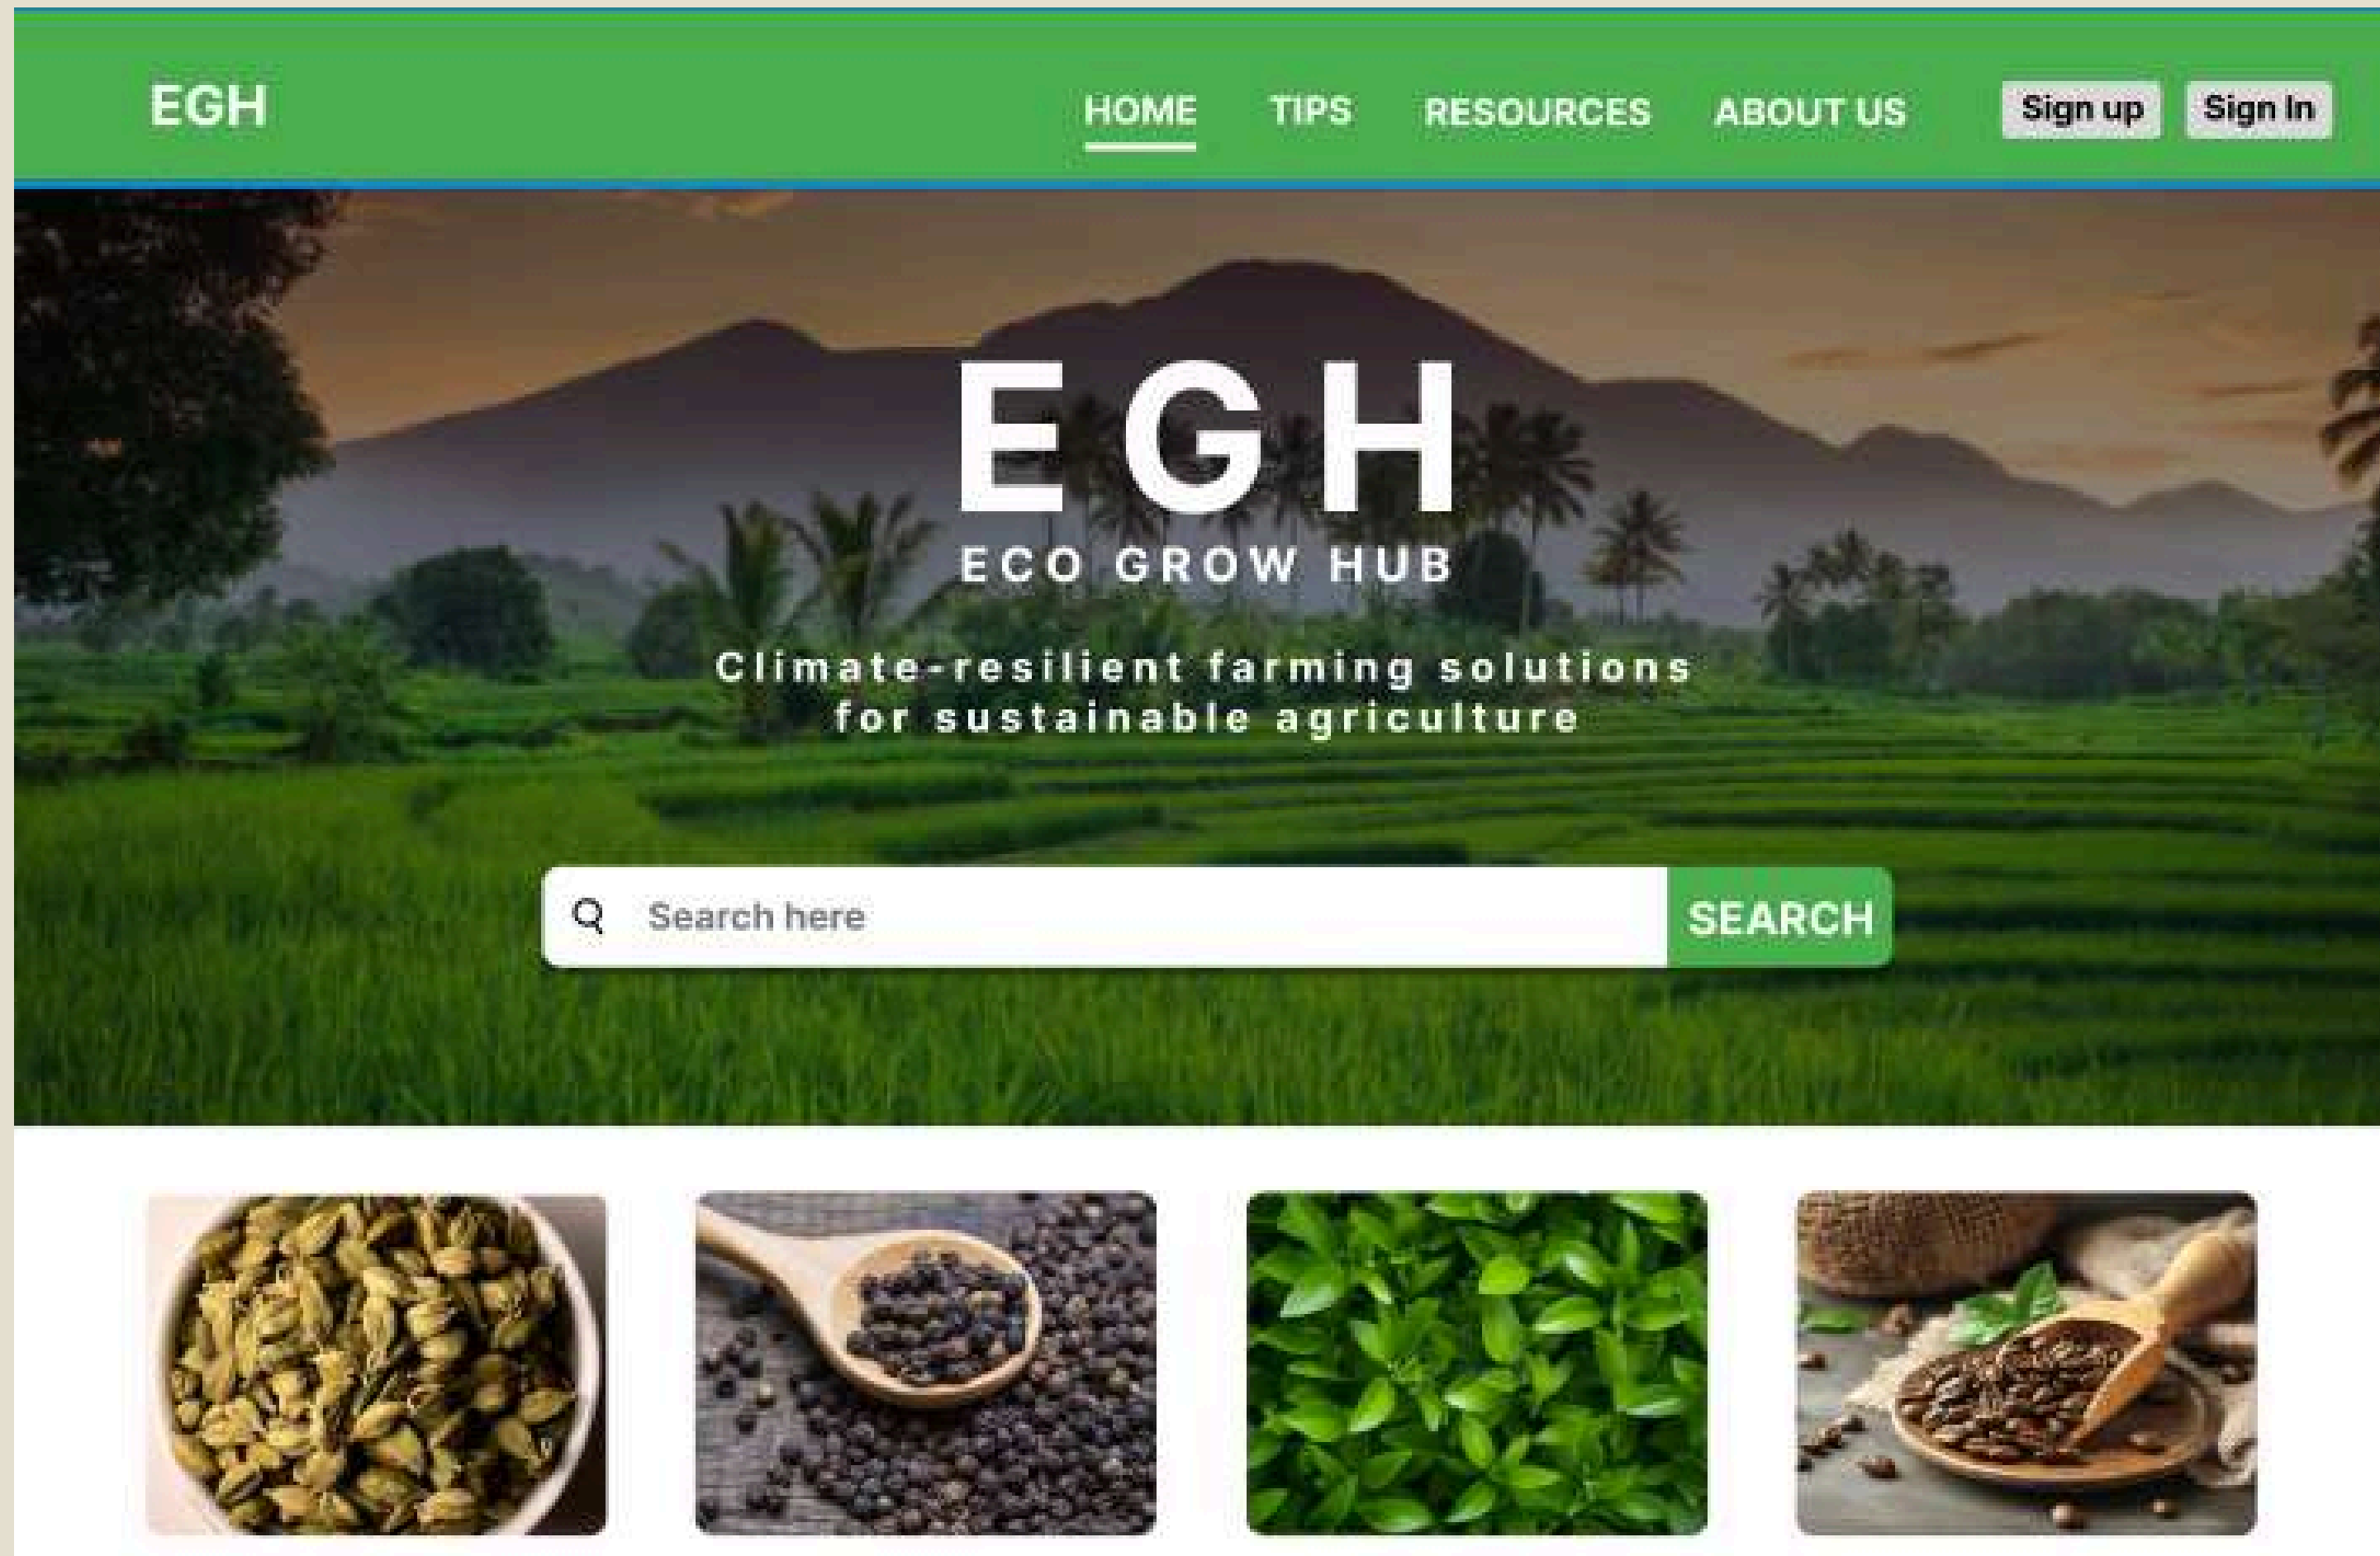 EGH
HOME TIPS RESOURCES ABOUT US Sign up Sign In
EGH
ECO GROW HUB
Climate-resilient farming solutions
for sustainable agriculture
Search here SEARCH